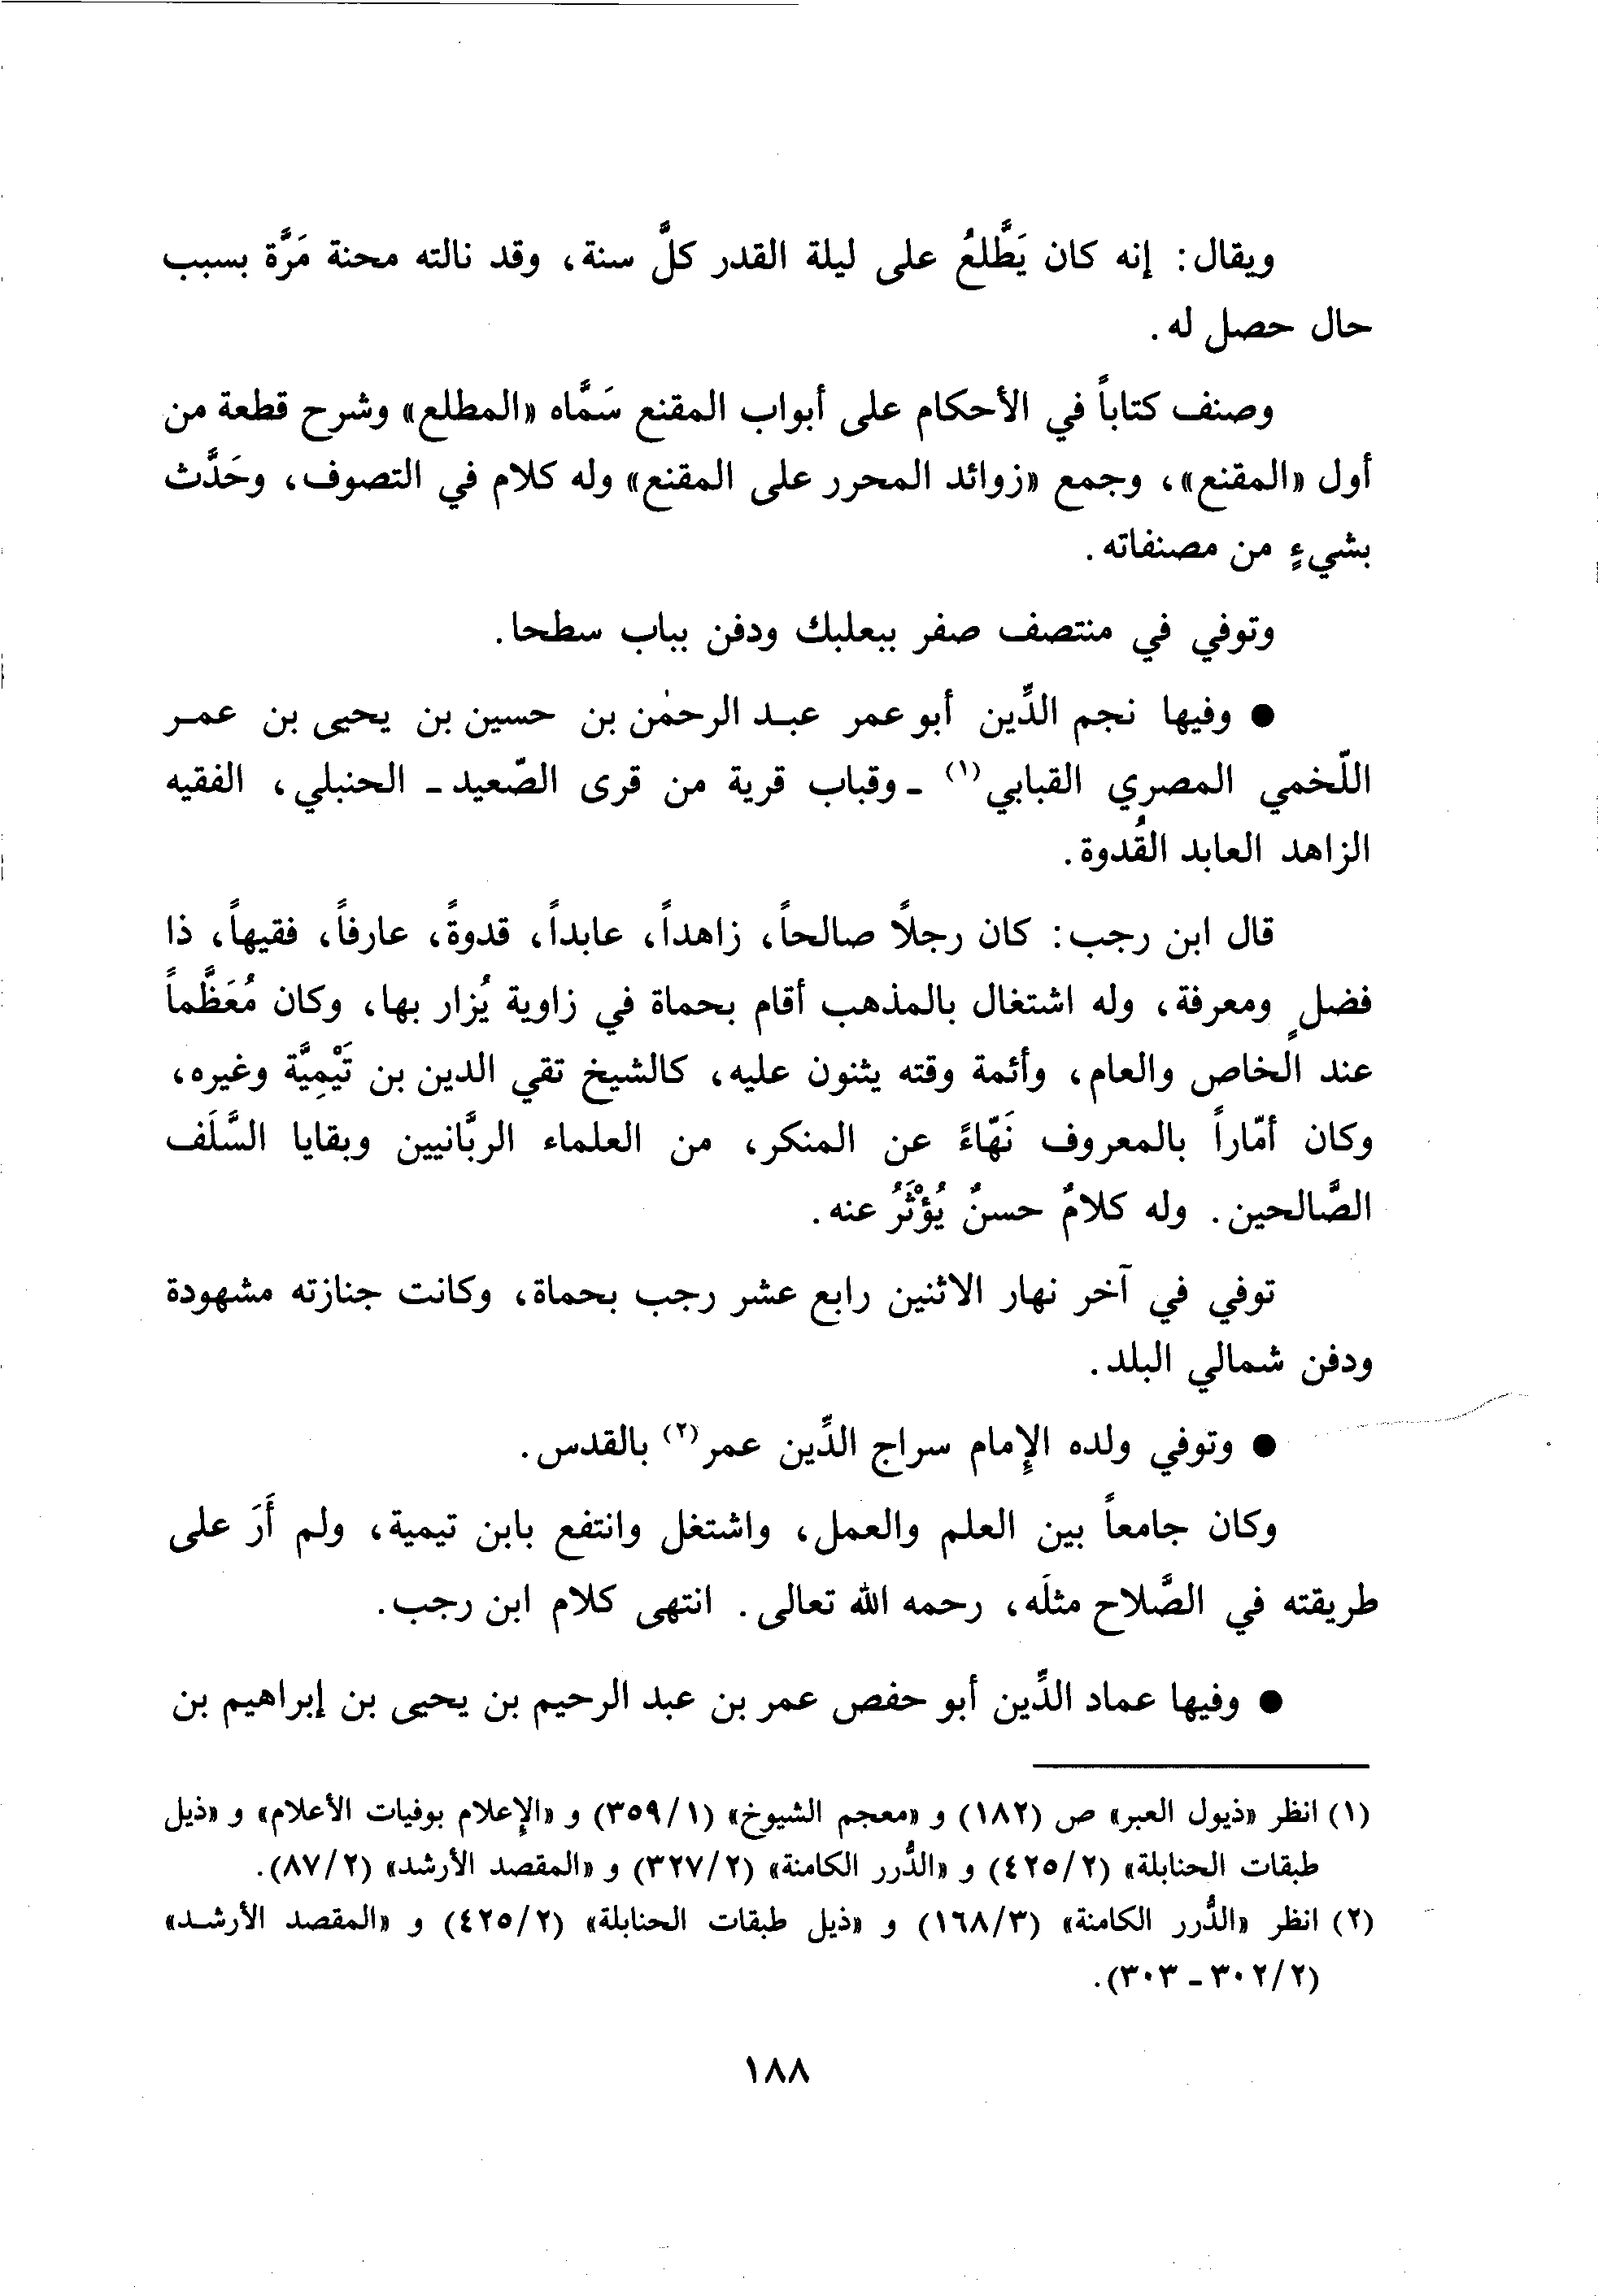 ويقال: إنه كان يَطَّلعُ على ليلة القدر كلَّ سنة، وقد نالته محنة مَرَّة بسبب
حال حصل له.
وصنف كتاباً في الأحكام على أبواب المقنع سَمَّاه «المطلع» وشرح قطعة من
أول «المقنع»، وجمع «زوائد المحرر على المقنع» وله كلام في التصوف، وحَدَّث
بشيءٍ من مصنفاته.
وتوفي في منتصف صفر ببعلبك ودفن بباب سطحا.
● وفيها نجم الدِّين أبو عمر عبد الرحمٰن بن حسين بن يحيى بن عمر
اللّخمي المصري القبابي(١) ـ وقباب قرية من قرى الصّعيد ـ الحنبلي، الفقيه
الزاهد العابد القُدوة.
قال ابن رجب: كان رجلاً صالحاً، زاهداً، عابداً، قدوةً، عارفاً، فقيهاً، ذا
فضلٍ ومعرفة، وله اشتغال بالمذهب أقام بحماة في زاوية يُزار بها، وكان مُعَظَّماً
عند الخاص والعام، وأئمة وقته يثنون عليه، كالشيخ تقي الدين بن تَيْمِيَّة وغيره،
وكان أمّاراً بالمعروف نَهّاءً عن المنكر، من العلماء الربَّانيين وبقايا السَّلَف
الصَّالحين. وله كلامٌ حسنٌ يُؤْثَرُ عنه.
توفي في آخر نهار الاثنين رابع عشر رجب بحماة، وكانت جنازته مشهودة
ودفن شمالي البلد.
● وتوفي ولده الإمام سراج الدِّين عمر(٢) بالقدس.
وكان جامعاً بين العلم والعمل، واشتغل وانتفع بابن تيمية، ولم أَرَ على
طريقته في الصَّلاح مثلَه، رحمه الله تعالى. انتهى كلام ابن رجب.
● وفيها عماد الدِّين أبو حفص عمر بن عبد الرحيم بن يحيى بن إبراهيم بن
(١) انظر «ذيول العبر» ص (١٨٢) و «معجم الشيوخ» (٣٥٩/١) و «الإعلام بوفيات الأعلام» و «ذيل
طبقات الحنابلة» (٤٢٥/٢) و «الدُّرر الكامنة» (٣٢٧/٢) و «المقصد الأرشد» (٨٧/٢).
(٢) انظر «الدُّرر الكامنة» (١٦٨/٣) و «ذيل طبقات الحنابلة» (٤٢٥/٢) و «المقصد الأرشد»
(٣٠٢/٢ ـ ٣٠٣).
١٨٨